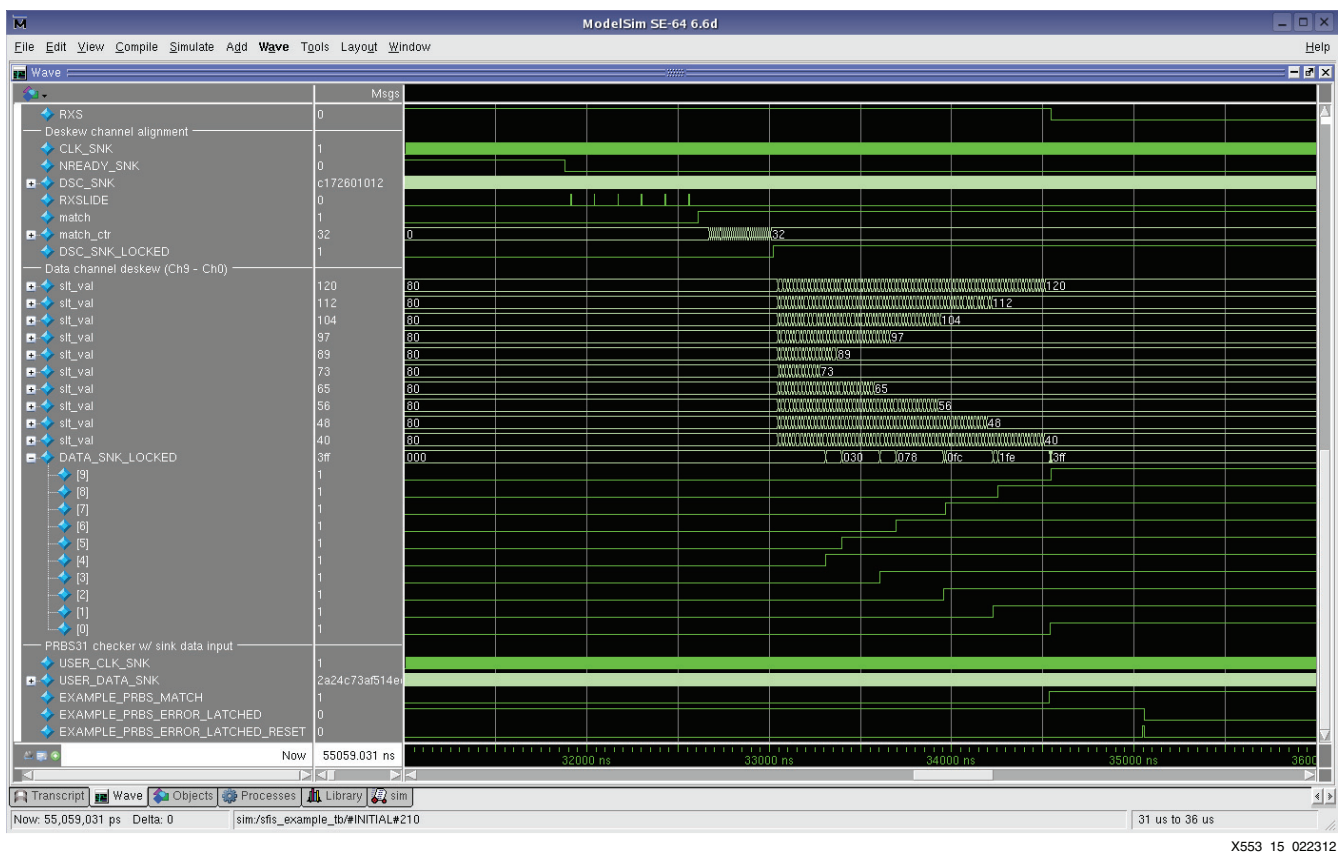 ModelSim SE-64 6.6d
File Edit View Compile Simulate Add Wave Tools Layout Window Help
Wave
Msgs
RXS 0
Deskew channel alignment
CLK_SNK 1
NREADY_SNK 0
DSC_SNK c172601012
RXSLIDE 0
match 1
match_ctr 32 0 32
DSC_SNK_LOCKED 1
Data channel deskew (Ch9 - Ch0)
slt_val 120 80 120
slt_val 112 80 112
slt_val 104 80 104
slt_val 97 80 97
slt_val 89 80 89
slt_val 73 80 73
slt_val 65 80 65
slt_val 56 80 56
slt_val 48 80 48
slt_val 40 80 40
DATA_SNK_LOCKED 3ff 000 030 078 0fc 1fe 3ff
[9] 1
[8] 1
[7] 1
[6] 1
[5] 1
[4] 1
[3] 1
[2] 1
[1] 1
[0] 1
PRBS31 checker w/ sink data input
USER_CLK_SNK 1
USER_DATA_SNK 2a24c73af514e
EXAMPLE_PRBS_MATCH 1
EXAMPLE_PRBS_ERROR_LATCHED 0
EXAMPLE_PRBS_ERROR_LATCHED_RESET 0
Now 55059.031 ns 32000 ns 33000 ns 34000 ns 35000 ns 3600
Transcript Wave Objects Processes Library sim
Now: 55,059,031 ps Delta: 0 sim:/sfis_example_tb/#INITIAL#210 31 us to 36 us
X553_15_022312